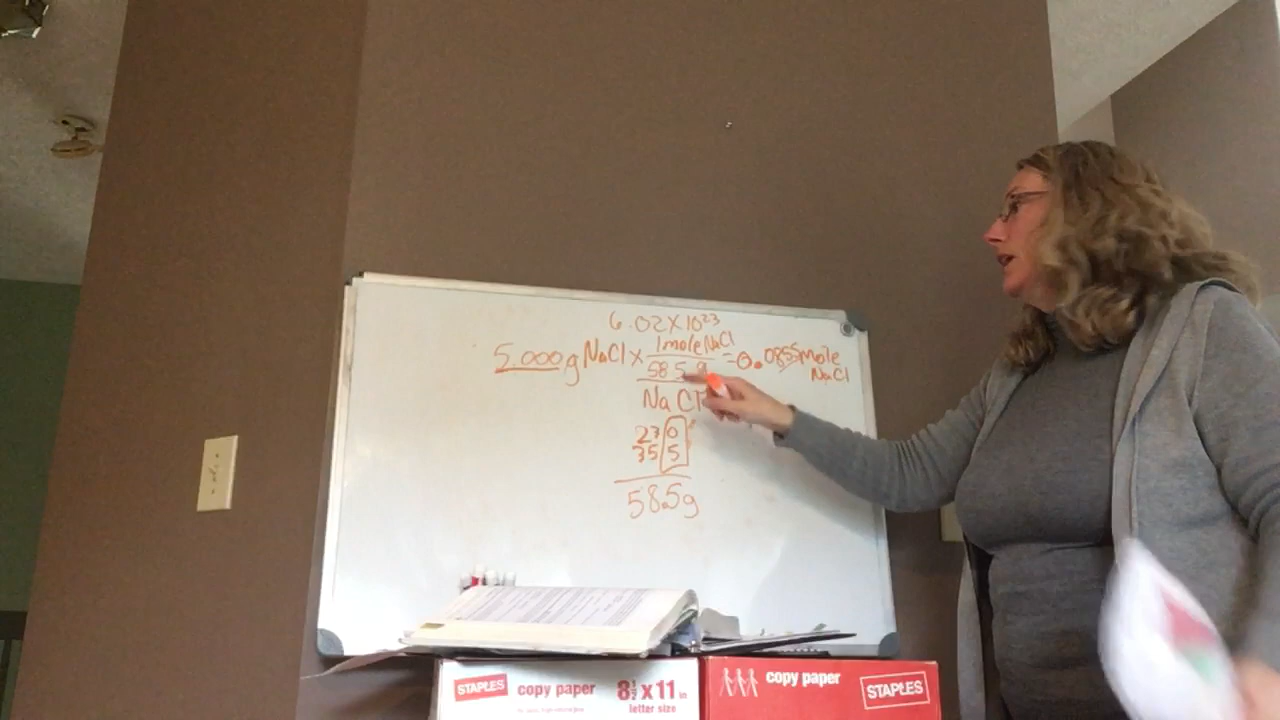 6.02X10²³
5.000g NaCl x 1mole NaCl / 58.5 g = 0.0855mole NaCl
NaCl
23 0
35 5
58.5g
STAPLES copy paper 8½ x 11 in
letter size
copy paper STAPLES